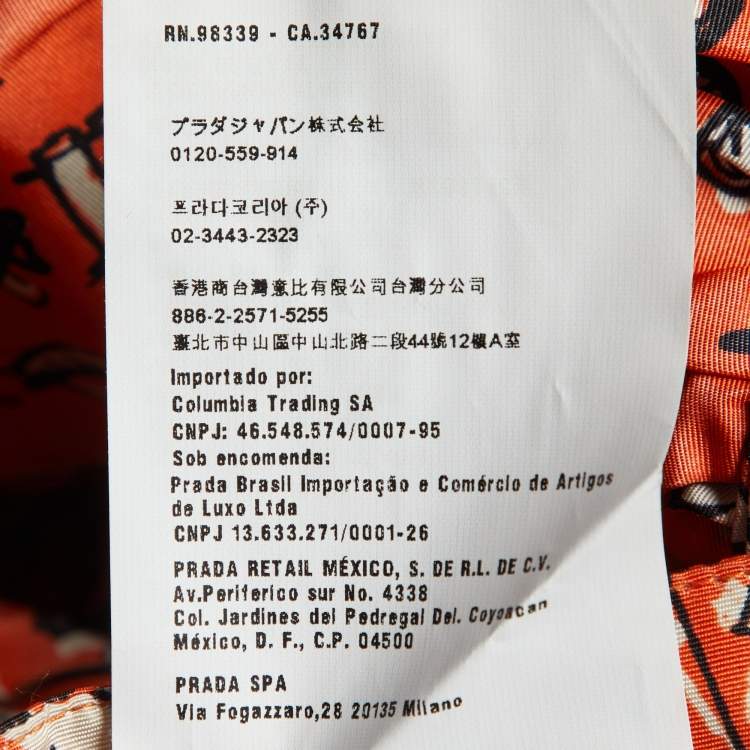 RN.98339 - CA.34767
プラダジャパン株式会社
0120-559-914
프라다코리아 (주)
02-3443-2323
香港商台灣意比有限公司台灣分公司
886-2-2571-5255
臺北市中山區中山北路二段44號12樓A室
Importado por:
Columbia Trading SA
CNPJ: 46.548.574/0007-95
Sob encomenda:
Prada Brasil Importação e Comércio de Artigos
de Luxo Ltda
CNPJ 13.633.271/0001-26
PRADA RETAIL MÉXICO, S. DE R.L. DE C.V.
Av.Periferico sur No. 4338
Col. Jardines del Pedregal Del. Coyoacan
México, D. F., C.P. 04500
PRADA SPA
Via Fogazzaro,28 20135 Milano